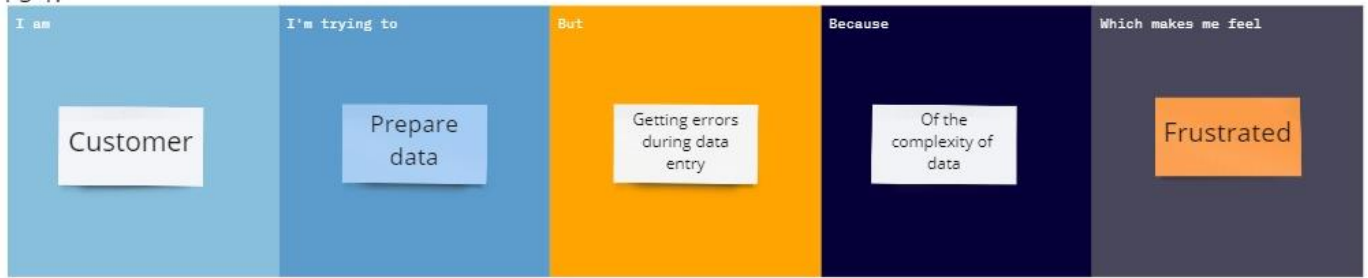 I am
Customer
I'm trying to
Prepare
data
But
Getting errors
during data
entry
Because
Of the
complexity of
data
Which makes me feel
Frustrated